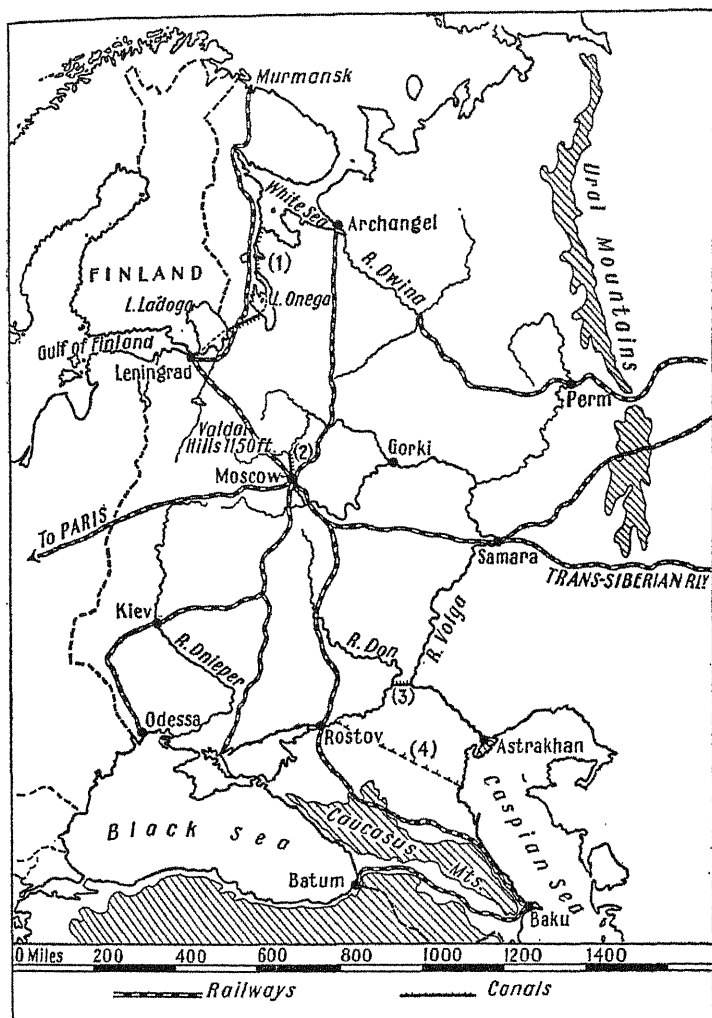 Murmansk
White Sea
Archangel
Ural Mountains
FINLAND
(1)
R. Dwina
L. Ladoga
L. Onega
Gulf of Finland
Leningrad
Perm
Valdai
Hills 1150 ft.
(2)
Gorki
Moscow
To PARIS
Samara
TRANS-SIBERIAN RLY
Kiev
R. Dnieper
R. Don
R. Volga
(3)
Odessa
Rostov
(4)
Astrakhan
Black Sea
Caucasus Mts.
Caspian Sea
Batum
Baku
0 Miles 200 400 600 800 1000 1200 1400
Railways Canals